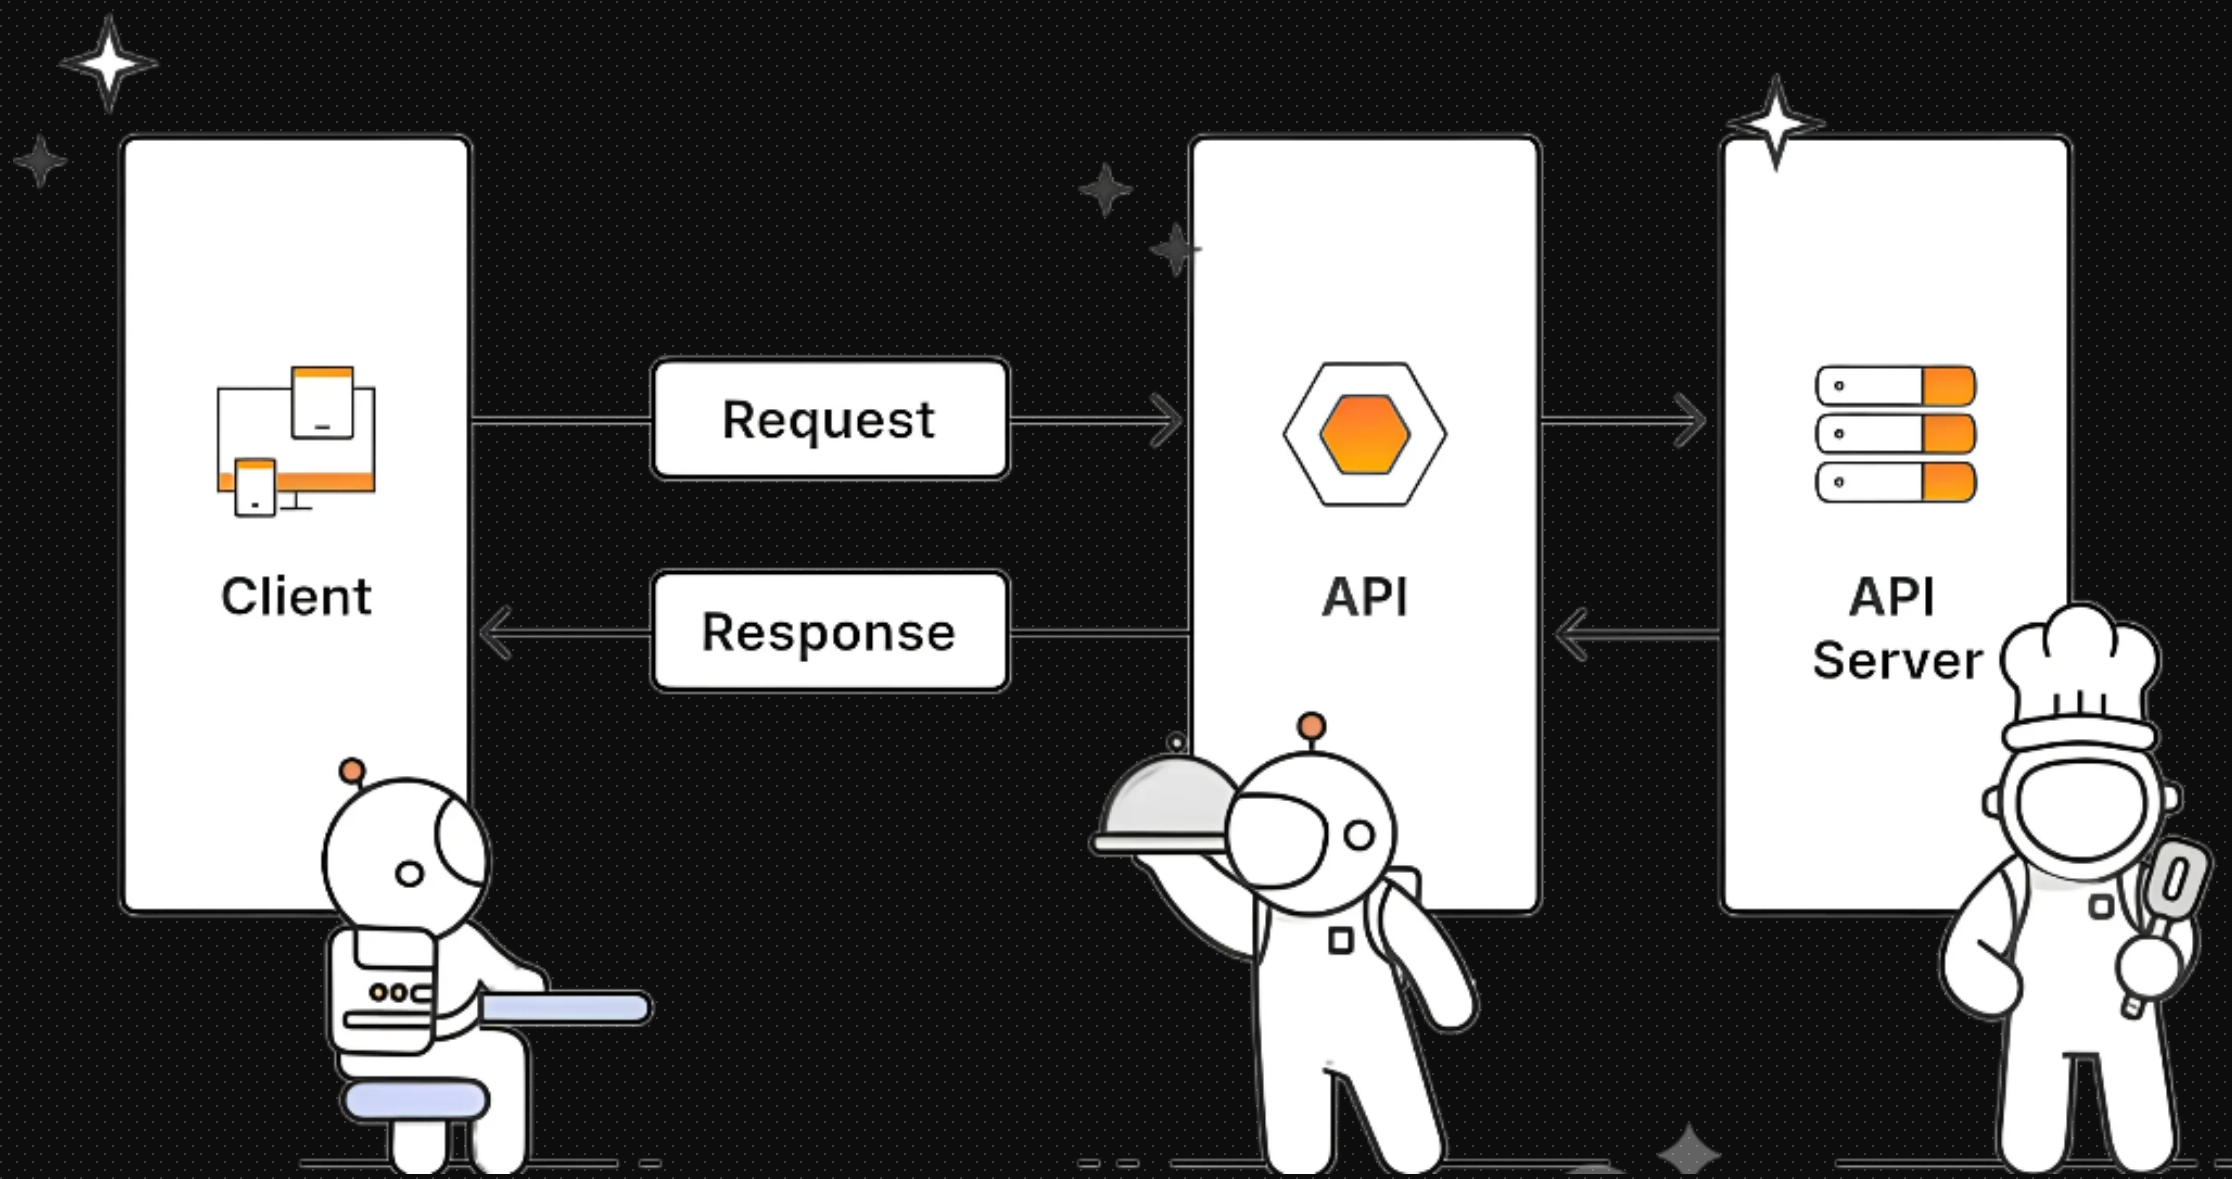 Request
Response
Client
API
API
Server